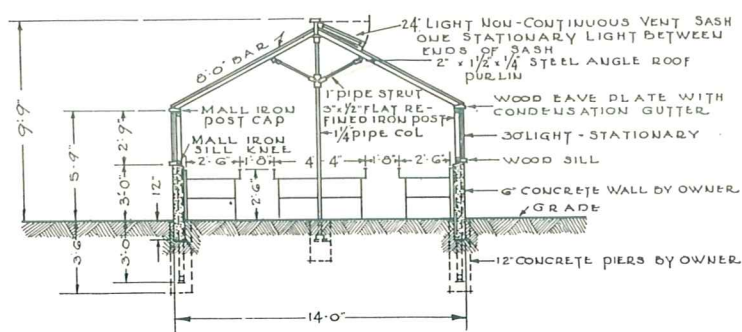 24" LIGHT NON-CONTINUOUS VENT SASH
ONE STATIONARY LIGHT BETWEEN
ENDS OF SASH
2" x 1 1/2" x 1/4" STEEL ANGLE ROOF
PURLIN
8'-0" BAR
1" PIPE STRUT
MALL IRON
POST CAP
3" x 1/2" FLAT RE-
FINED IRON POST
1 1/4" PIPE COL
WOOD EAVE PLATE WITH
CONDENSATION GUTTER
MALL IRON
SILL KNEE
30" LIGHT - STATIONARY
WOOD SILL
9'-9"
5'-9"
2'-9"
3'-0"
12"
2'-6"
1'-8"
4'-4"
1'-8"
2'-6"
2'-6"
6" CONCRETE WALL BY OWNER
GRADE
3'-6"
3'-0"
12" CONCRETE PIERS BY OWNER
14'-0"